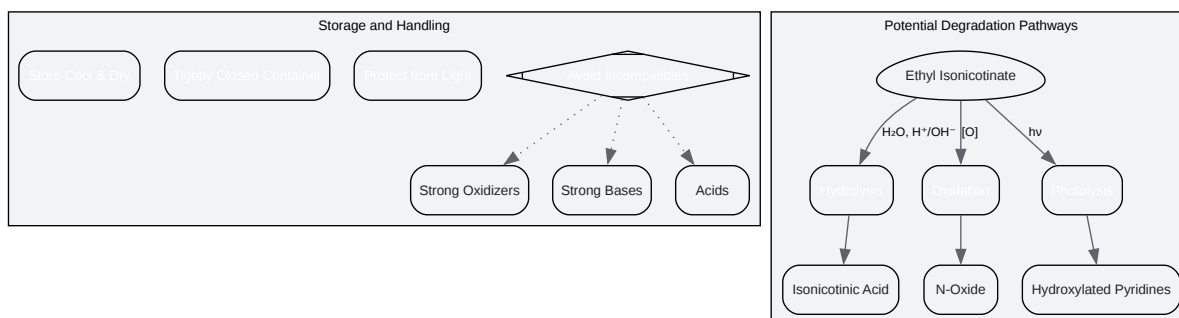 Storage and Handling
Store Cool & Dry
Tightly Closed Container
Protect from Light
Avoid Incompatibles
Strong Oxidizers
Strong Bases
Acids
Potential Degradation Pathways
Ethyl Isonicotinate
H₂O, H⁺/OH⁻
[O]
hν
Hydrolysis
Oxidation
Photolysis
Isonicotinic Acid
N-Oxide
Hydroxylated Pyridines